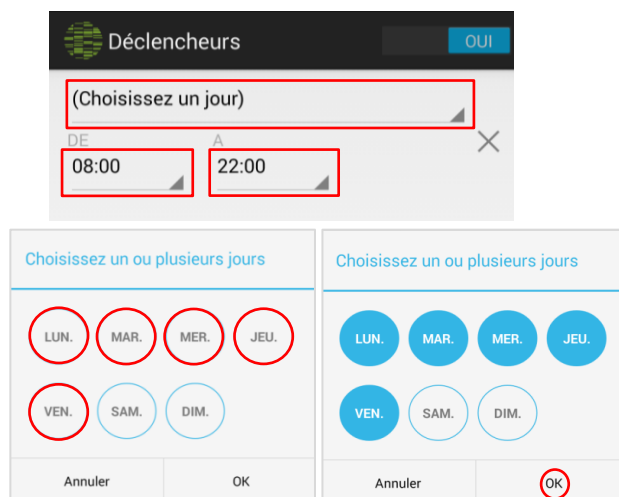 Déclencheurs OUI
(Choisissez un jour)
DE A
08:00 22:00
Choisissez un ou plusieurs jours
LUN. MAR. MER. JEU.
VEN. SAM. DIM.
Annuler OK
Choisissez un ou plusieurs jours
LUN. MAR. MER. JEU.
VEN. SAM. DIM.
Annuler OK